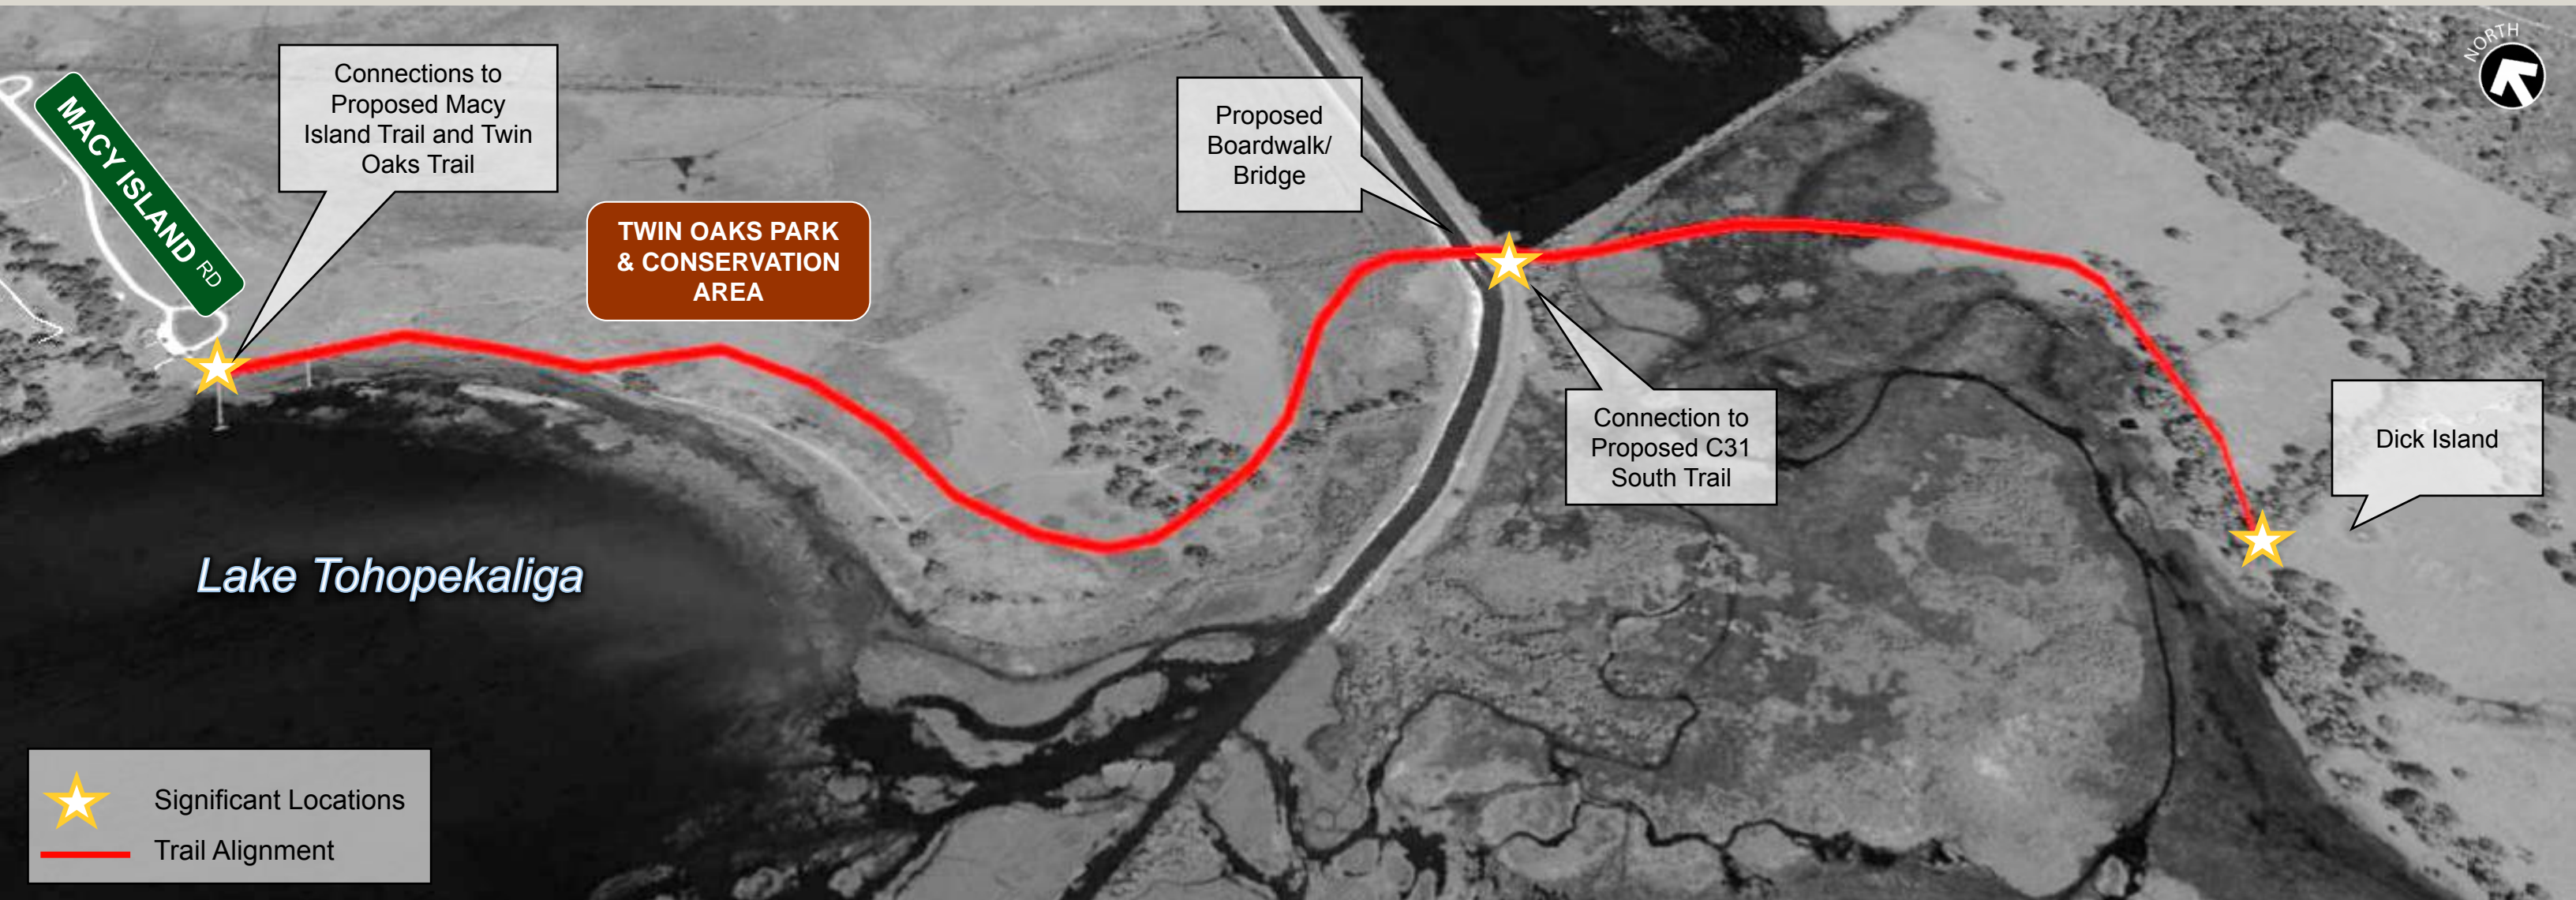 NORTH
MACY ISLAND RD
Connections to
Proposed Macy
Island Trail and Twin
Oaks Trail
TWIN OAKS PARK
& CONSERVATION
AREA
Proposed
Boardwalk/
Bridge
Connection to
Proposed C31
South Trail
Dick Island
Lake Tohopekaliga
Significant Locations
Trail Alignment